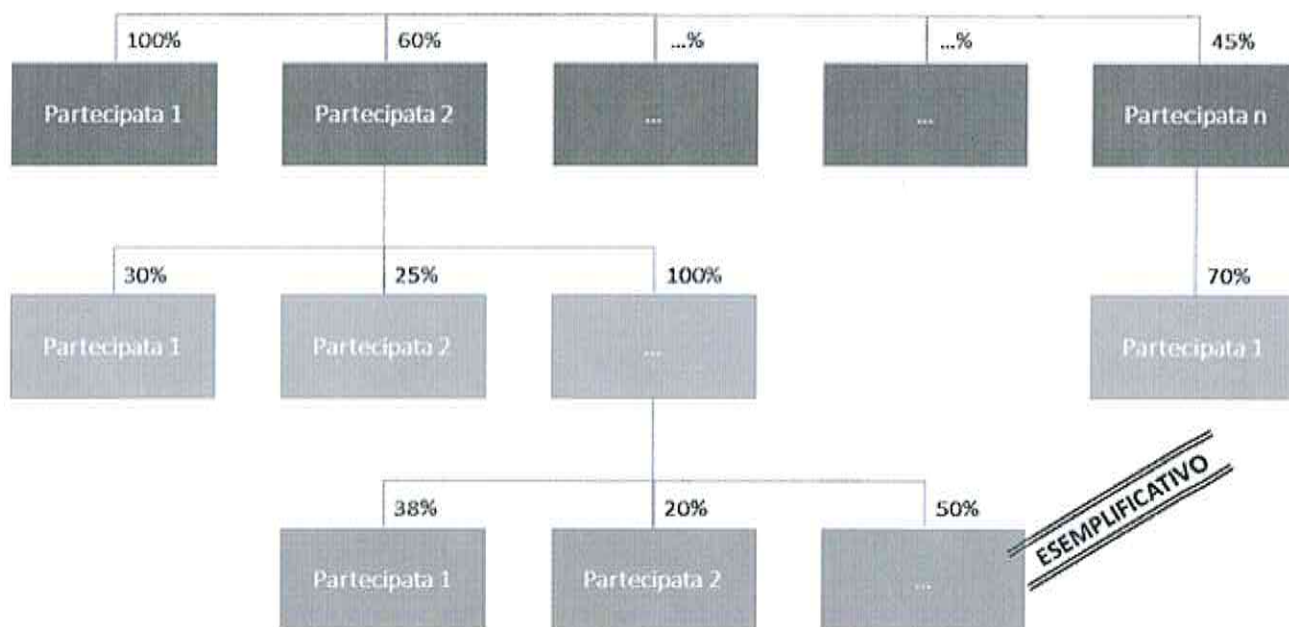 100%
60%
...%
...%
45%
Partecipata 1
Partecipata 2
...
...
Partecipata n
30%
25%
100%
70%
Partecipata 1
Partecipata 2
...
Partecipata 1
38%
20%
50%
ESEMPLIFICATIVO
Partecipata 1
Partecipata 2
...